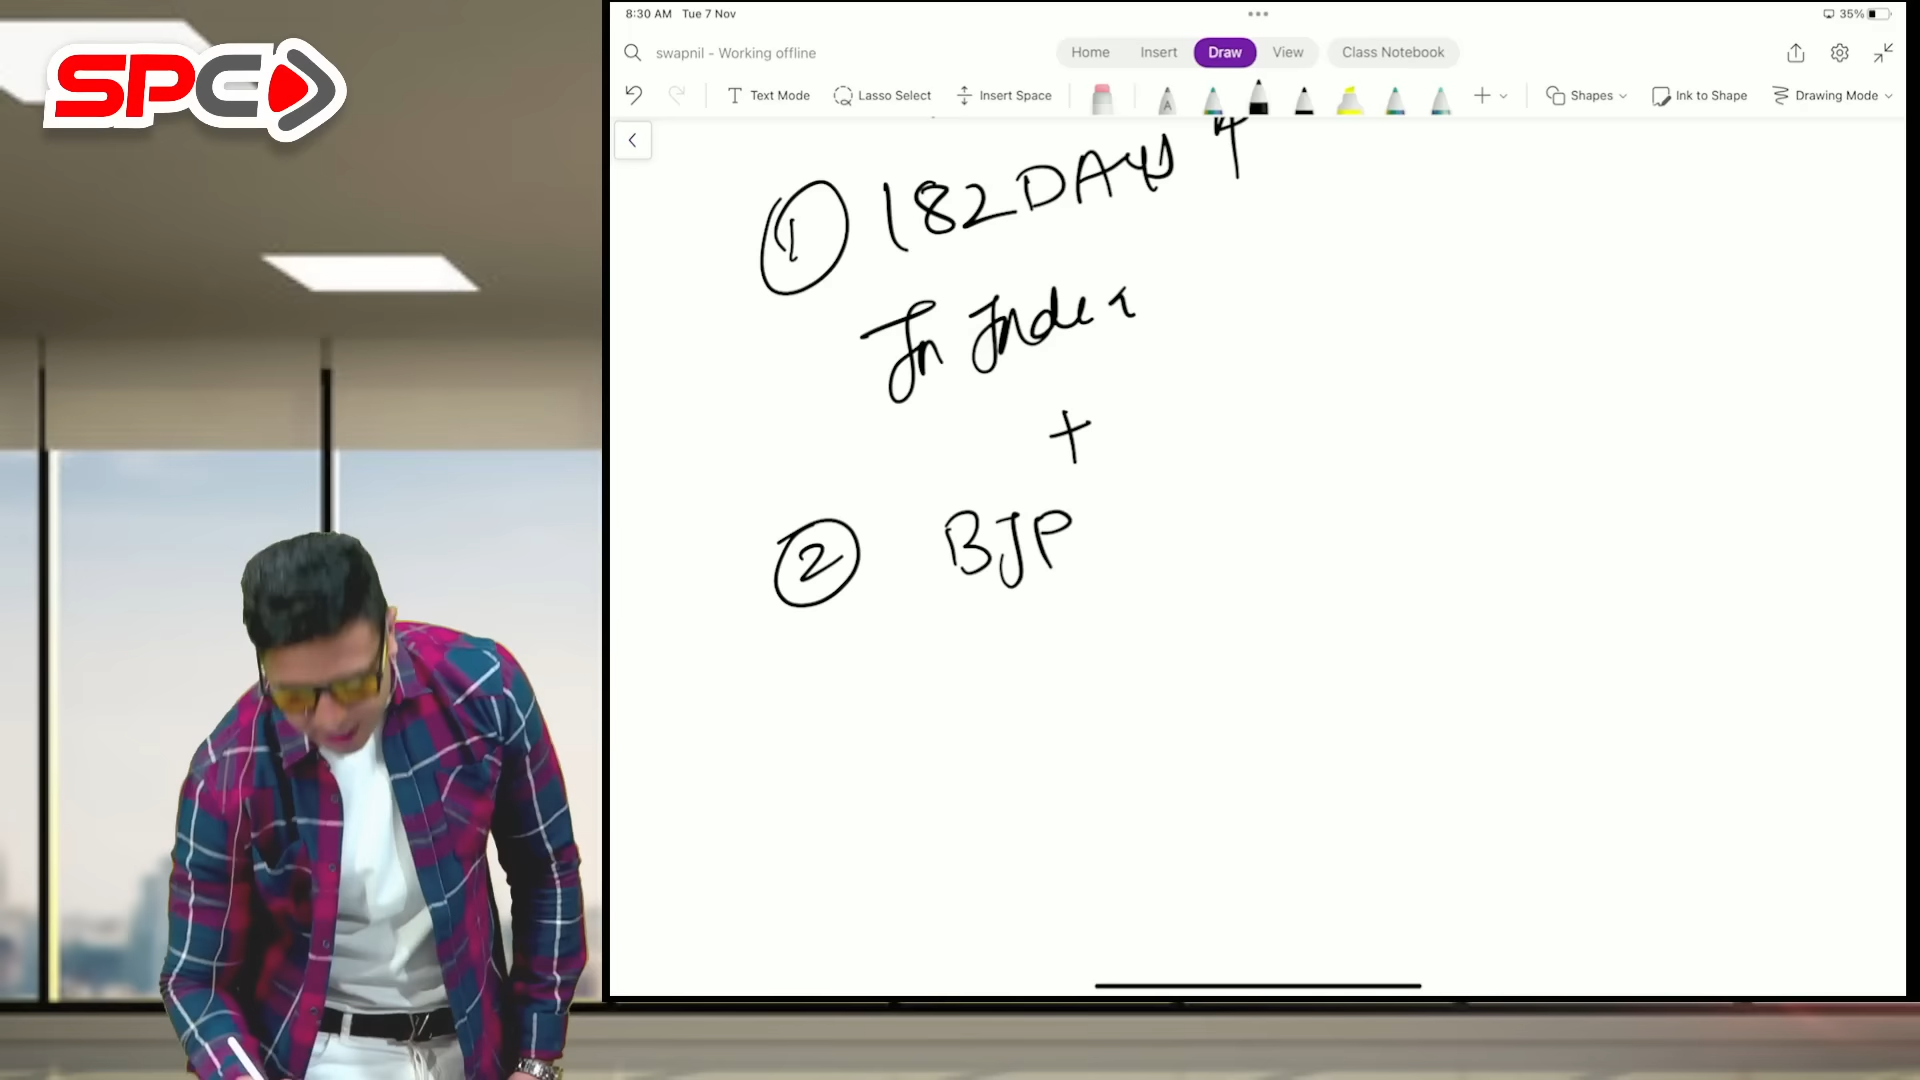 SPC
8:30 AM Tue 7 Nov
35%
swapnil - Working offline
Home Insert Draw View Class Notebook
Text Mode Lasso Select Insert Space Shapes Ink to Shape Drawing Mode
① 182 DAYS ↑
In India
+
② BJP